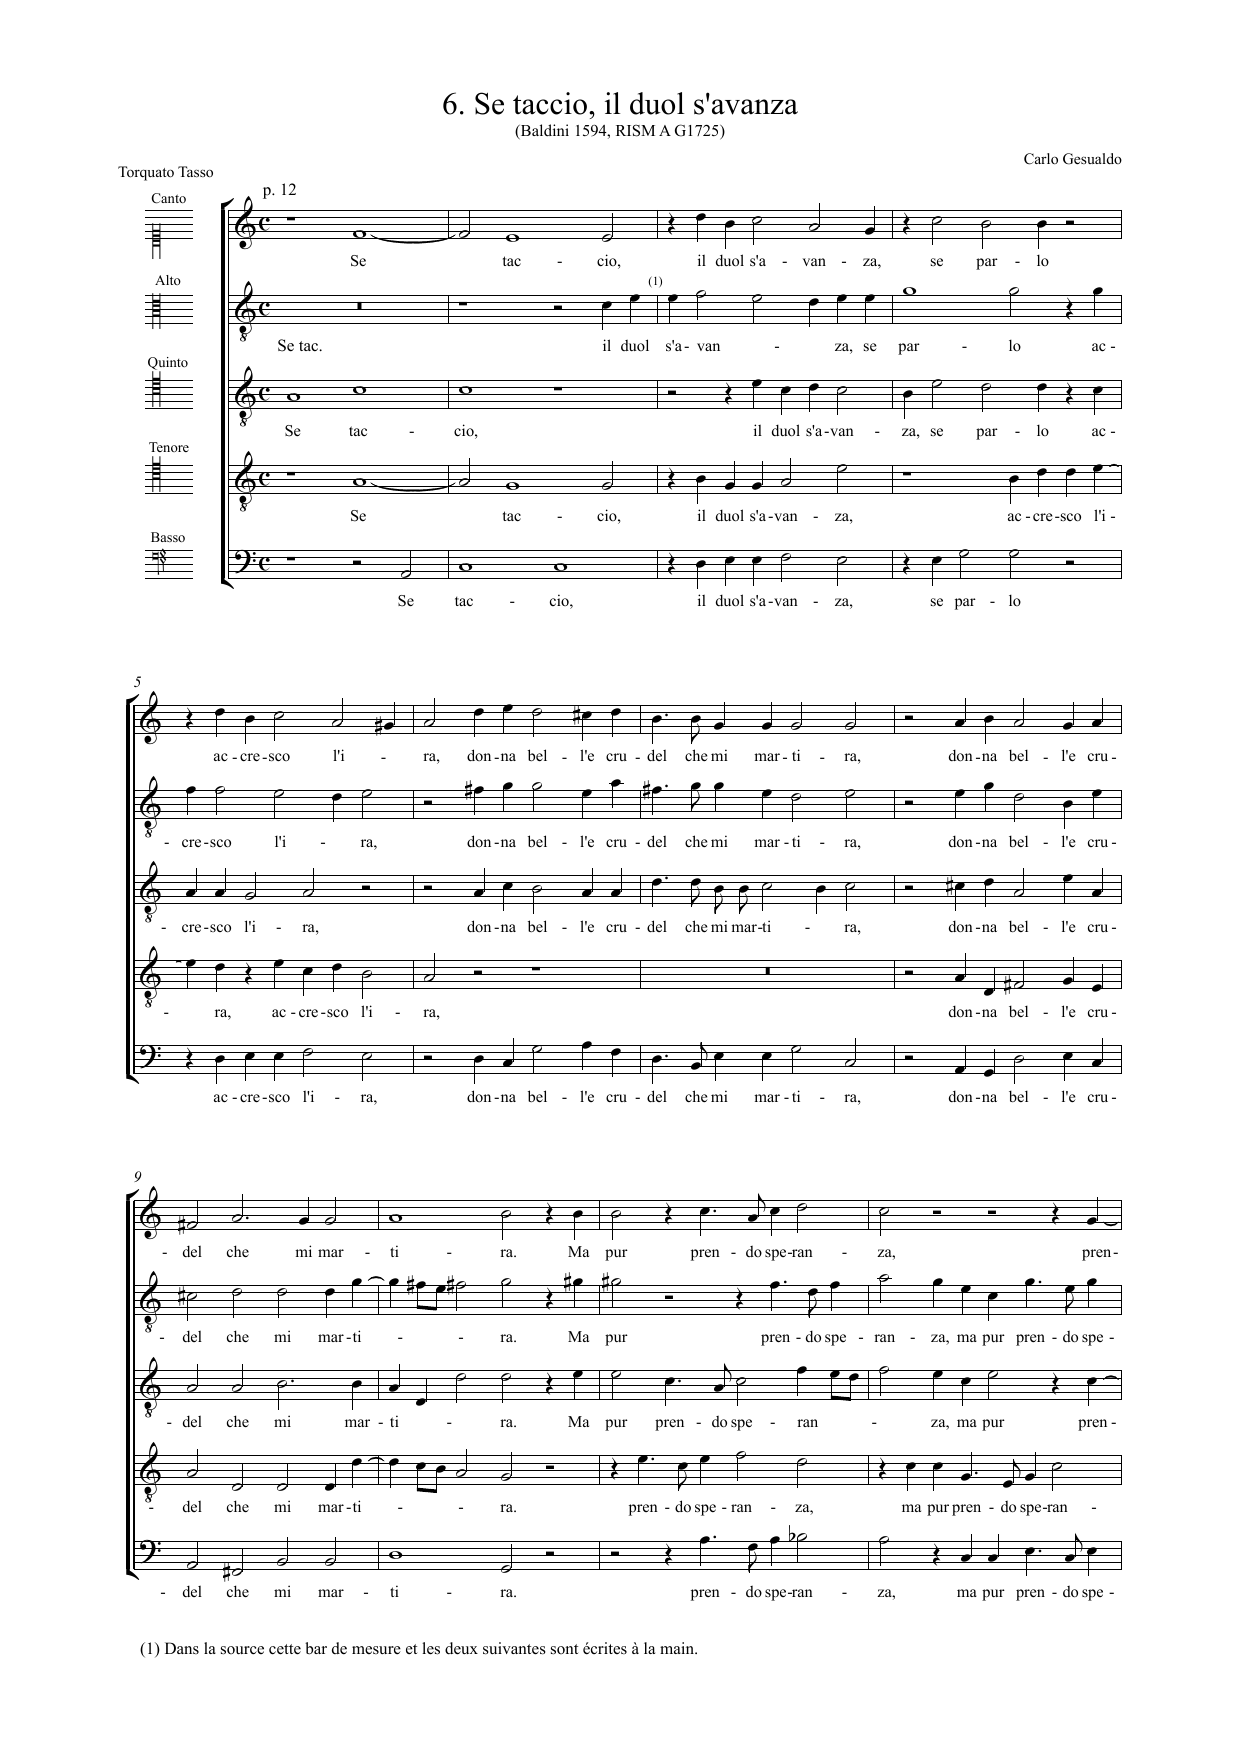 6. Se taccio, il duol s'avanza
(Baldini 1594, RISM A G1725)
Carlo Gesualdo
Torquato Tasso
p. 12
Canto
Se tac - cio, il duol s'a - van - za, se par - lo
Alto
(1)
Se tac. il duol s'a - van - za, se par - lo ac -
Quinto
Se tac - cio, il duol s'a - van - za, se par - lo ac -
Tenore
Se tac - cio, il duol s'a - van - za, ac - cre - sco l'i -
Basso
Se tac - cio, il duol s'a - van - za, se par - lo
5
ac - cre - sco l'i - ra, don - na bel - l'e cru - del che mi mar - ti - ra, don - na bel - l'e cru -
- cre - sco l'i - ra, don - na bel - l'e cru - del che mi mar - ti - ra, don - na bel - l'e cru -
- cre - sco l'i - ra, don - na bel - l'e cru - del che mi mar - ti - ra, don - na bel - l'e cru -
- ra, ac - cre - sco l'i - ra, don - na bel - l'e cru -
ac - cre - sco l'i - ra, don - na bel - l'e cru - del che mi mar - ti - ra, don - na bel - l'e cru -
9
- del che mi mar - ti - ra. Ma pur pren - do spe - ran - za, pren -
- del che mi mar - ti - - ra. Ma pur pren - do spe - ran - za, ma pur pren - do spe -
- del che mi mar - ti - ra. Ma pur pren - do spe - ran - za, ma pur pren -
- del che mi mar - ti - - ra. pren - do spe - ran - za, ma pur pren - do spe - ran -
- del che mi mar - ti - ra. pren - do spe - ran - za, ma pur pren - do spe -
(1) Dans la source cette bar de mesure et les deux suivantes sont écrites à la main.